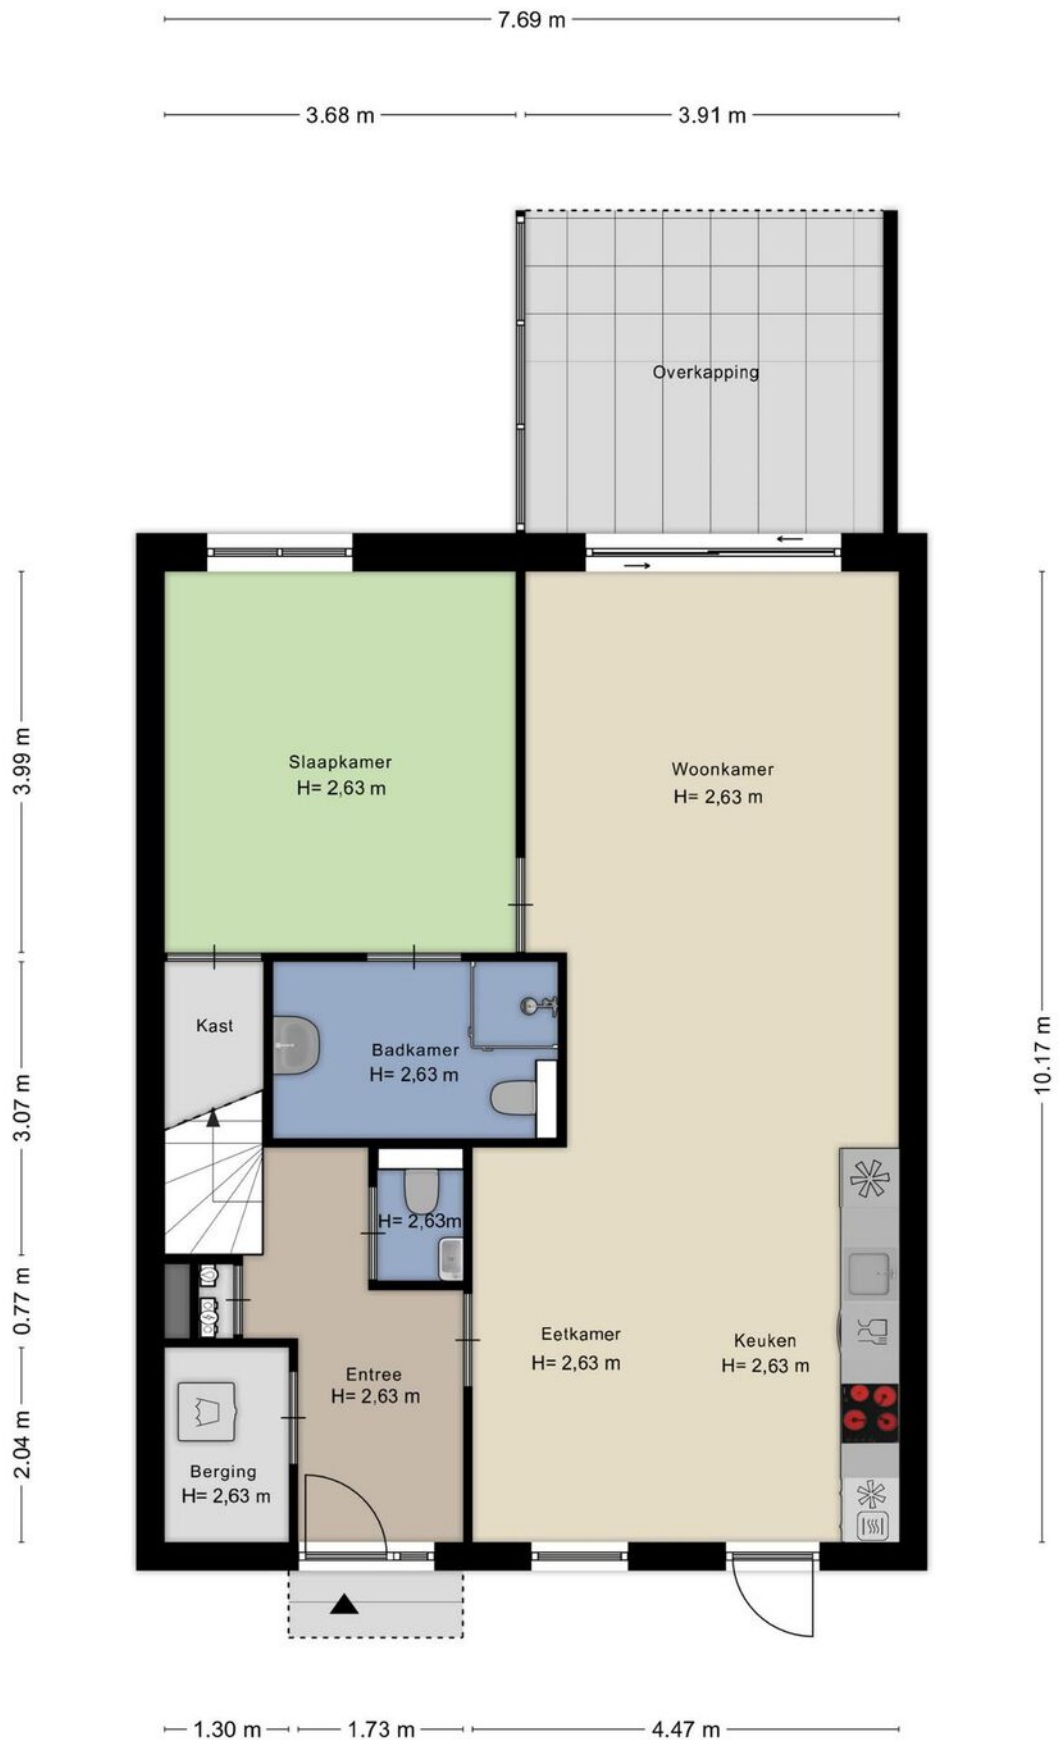 7.69 m
3.68 m
3.91 m
Overkapping
Slaapkamer
H= 2,63 m
Woonkamer
H= 2,63 m
3.99 m
Kast
Badkamer
H= 2,63 m
10.17 m
3.07 m
H= 2,63m
0.77 m
Eetkamer
H= 2,63 m
Keuken
H= 2,63 m
Entree
H= 2,63 m
2.04 m
Berging
H= 2,63 m
1.30 m
1.73 m
4.47 m